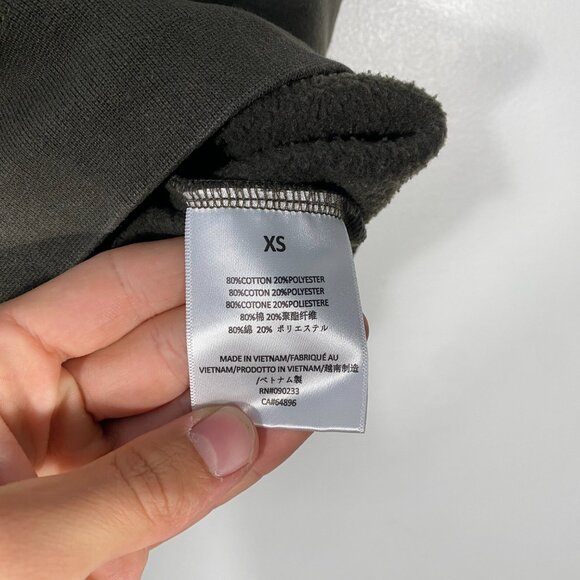 XS
80%COTTON 20%POLYESTER
80%COTON 20%POLYESTER
80%COTONE 20%POLIESTERE
80%棉 20%聚酯纤维
80%綿 20% ポリエステル
MADE IN VIETNAM/FABRIQUÉ AU
VIETNAM/PRODOTTO IN VIETNAM/越南制造
/ベトナム製
RN#090233
CA#64896